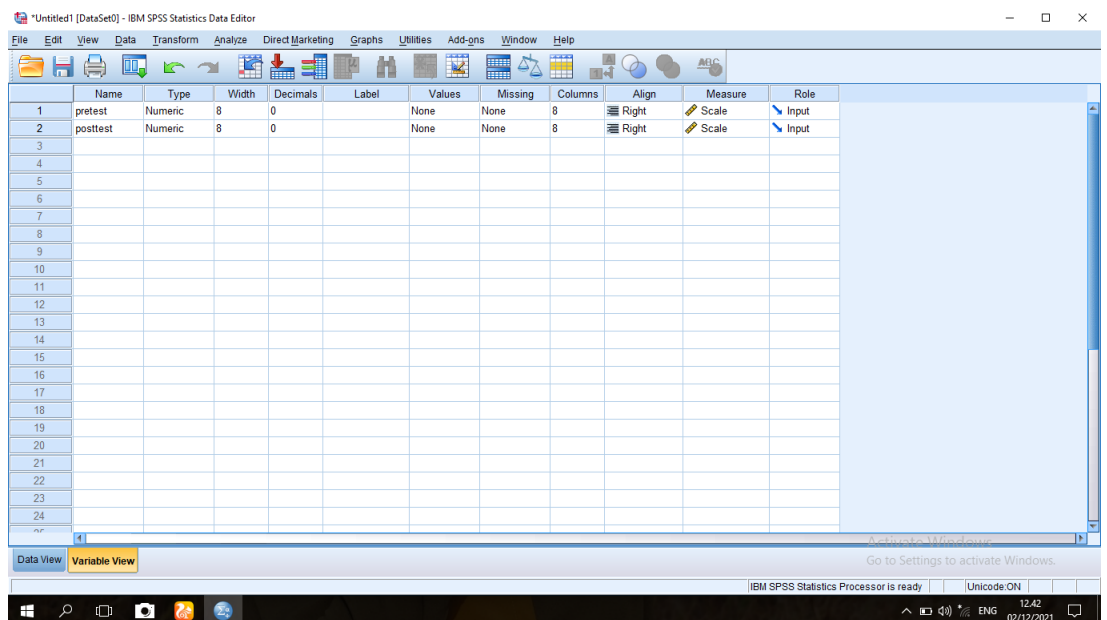 *Untitled1 [DataSet0] - IBM SPSS Statistics Data Editor
File Edit View Data Transform Analyze Direct Marketing Graphs Utilities Add-ons Window Help
Name Type Width Decimals Label Values Missing Columns Align Measure Role
1 pretest Numeric 8 0 None None 8 Right Scale Input
2 posttest Numeric 8 0 None None 8 Right Scale Input
3
4
5
6
7
8
9
10
11
12
13
14
15
16
17
18
19
20
21
22
23
24
25
Activate Windows
Data View Variable View Go to Settings to activate Windows.
IBM SPSS Statistics Processor is ready Unicode:ON
ENG 12.42
02/12/2021